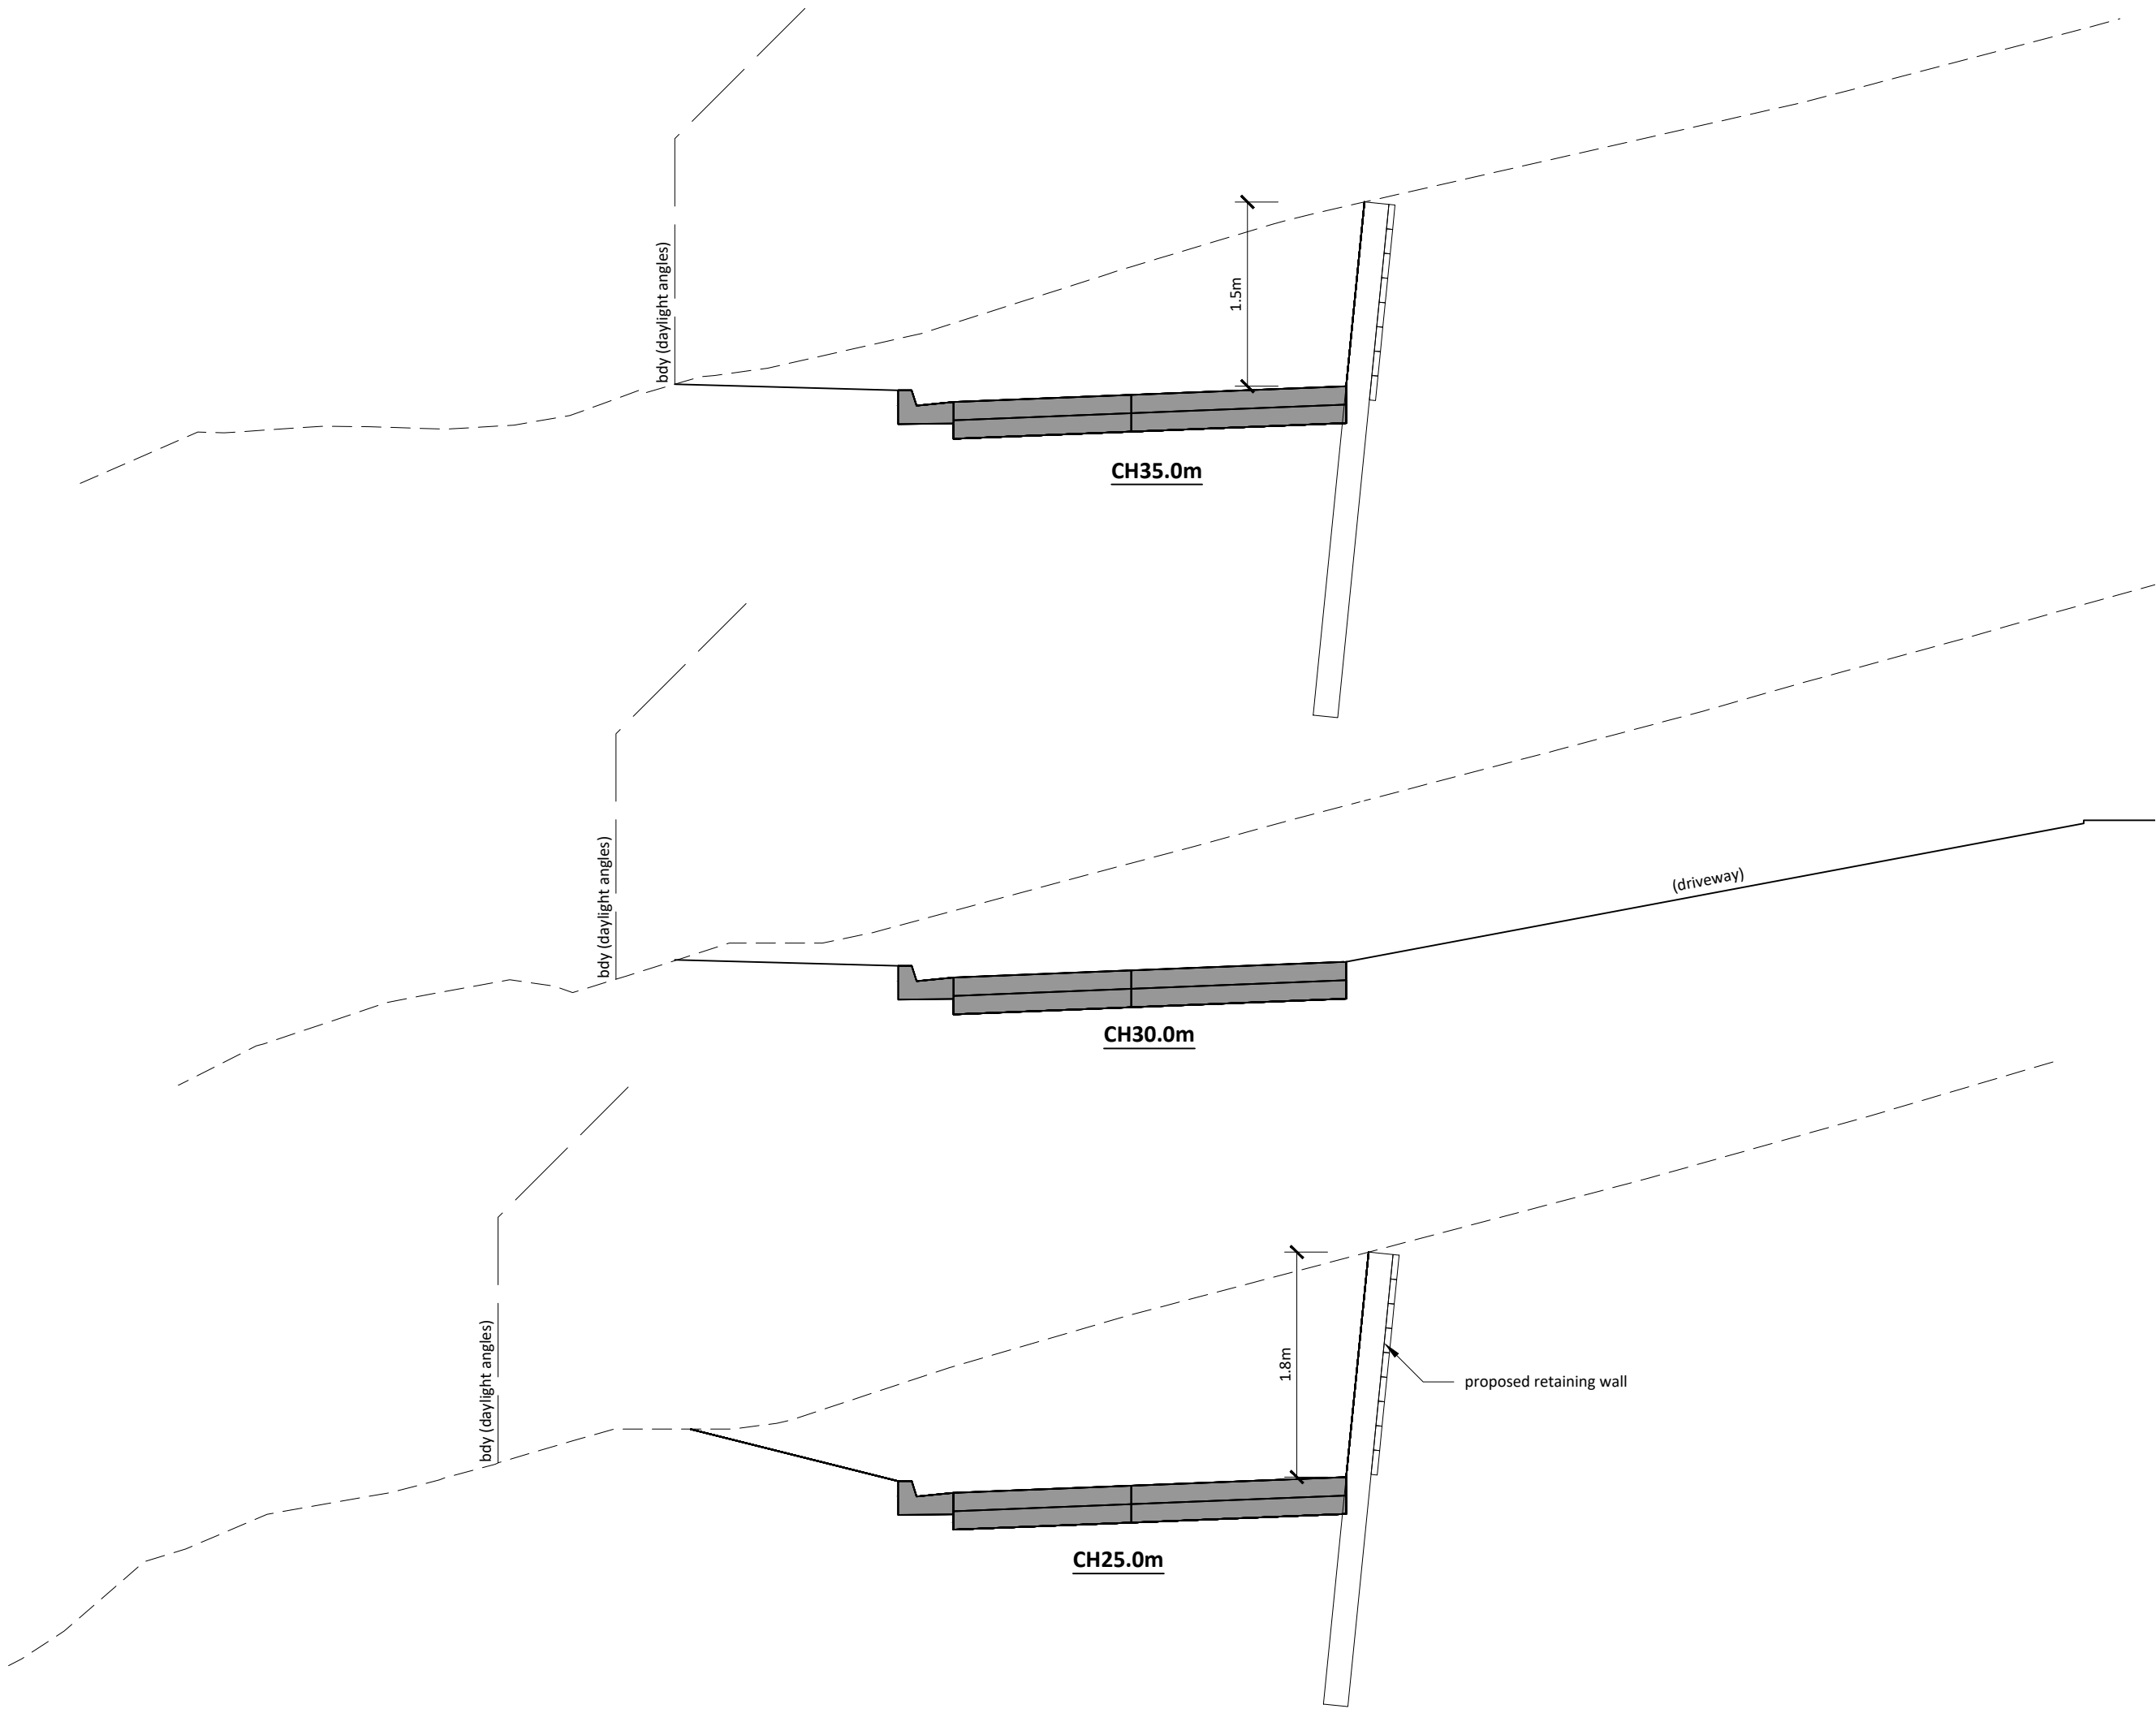 bdy (daylight angles)
1.5m
CH35.0m
bdy (daylight angles)
(driveway)
CH30.0m
bdy (daylight angles)
1.8m
proposed retaining wall
CH25.0m